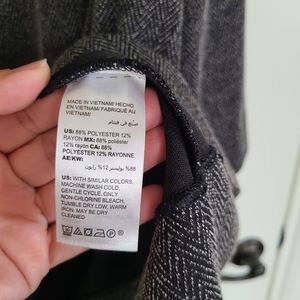 MADE IN VIETNAM/ HECHO
EN VIETNAM/ FABRIQUÉ AU
VIETNAM/
صنع في فيتنام
US: 88% POLYESTER 12%
RAYON MX: 88% poliéster
12% rayón CA: 88%
POLYESTER 12% RAYONNE
AE/KW:
88% بوليستر 12% رايون
US: WITH SIMILAR COLORS.
MACHINE WASH COLD,
GENTLE CYCLE. ONLY
NON-CHLORINE BLEACH.
TUMBLE DRY LOW. WARM
IRON. MAY BE DRY
CLEANED